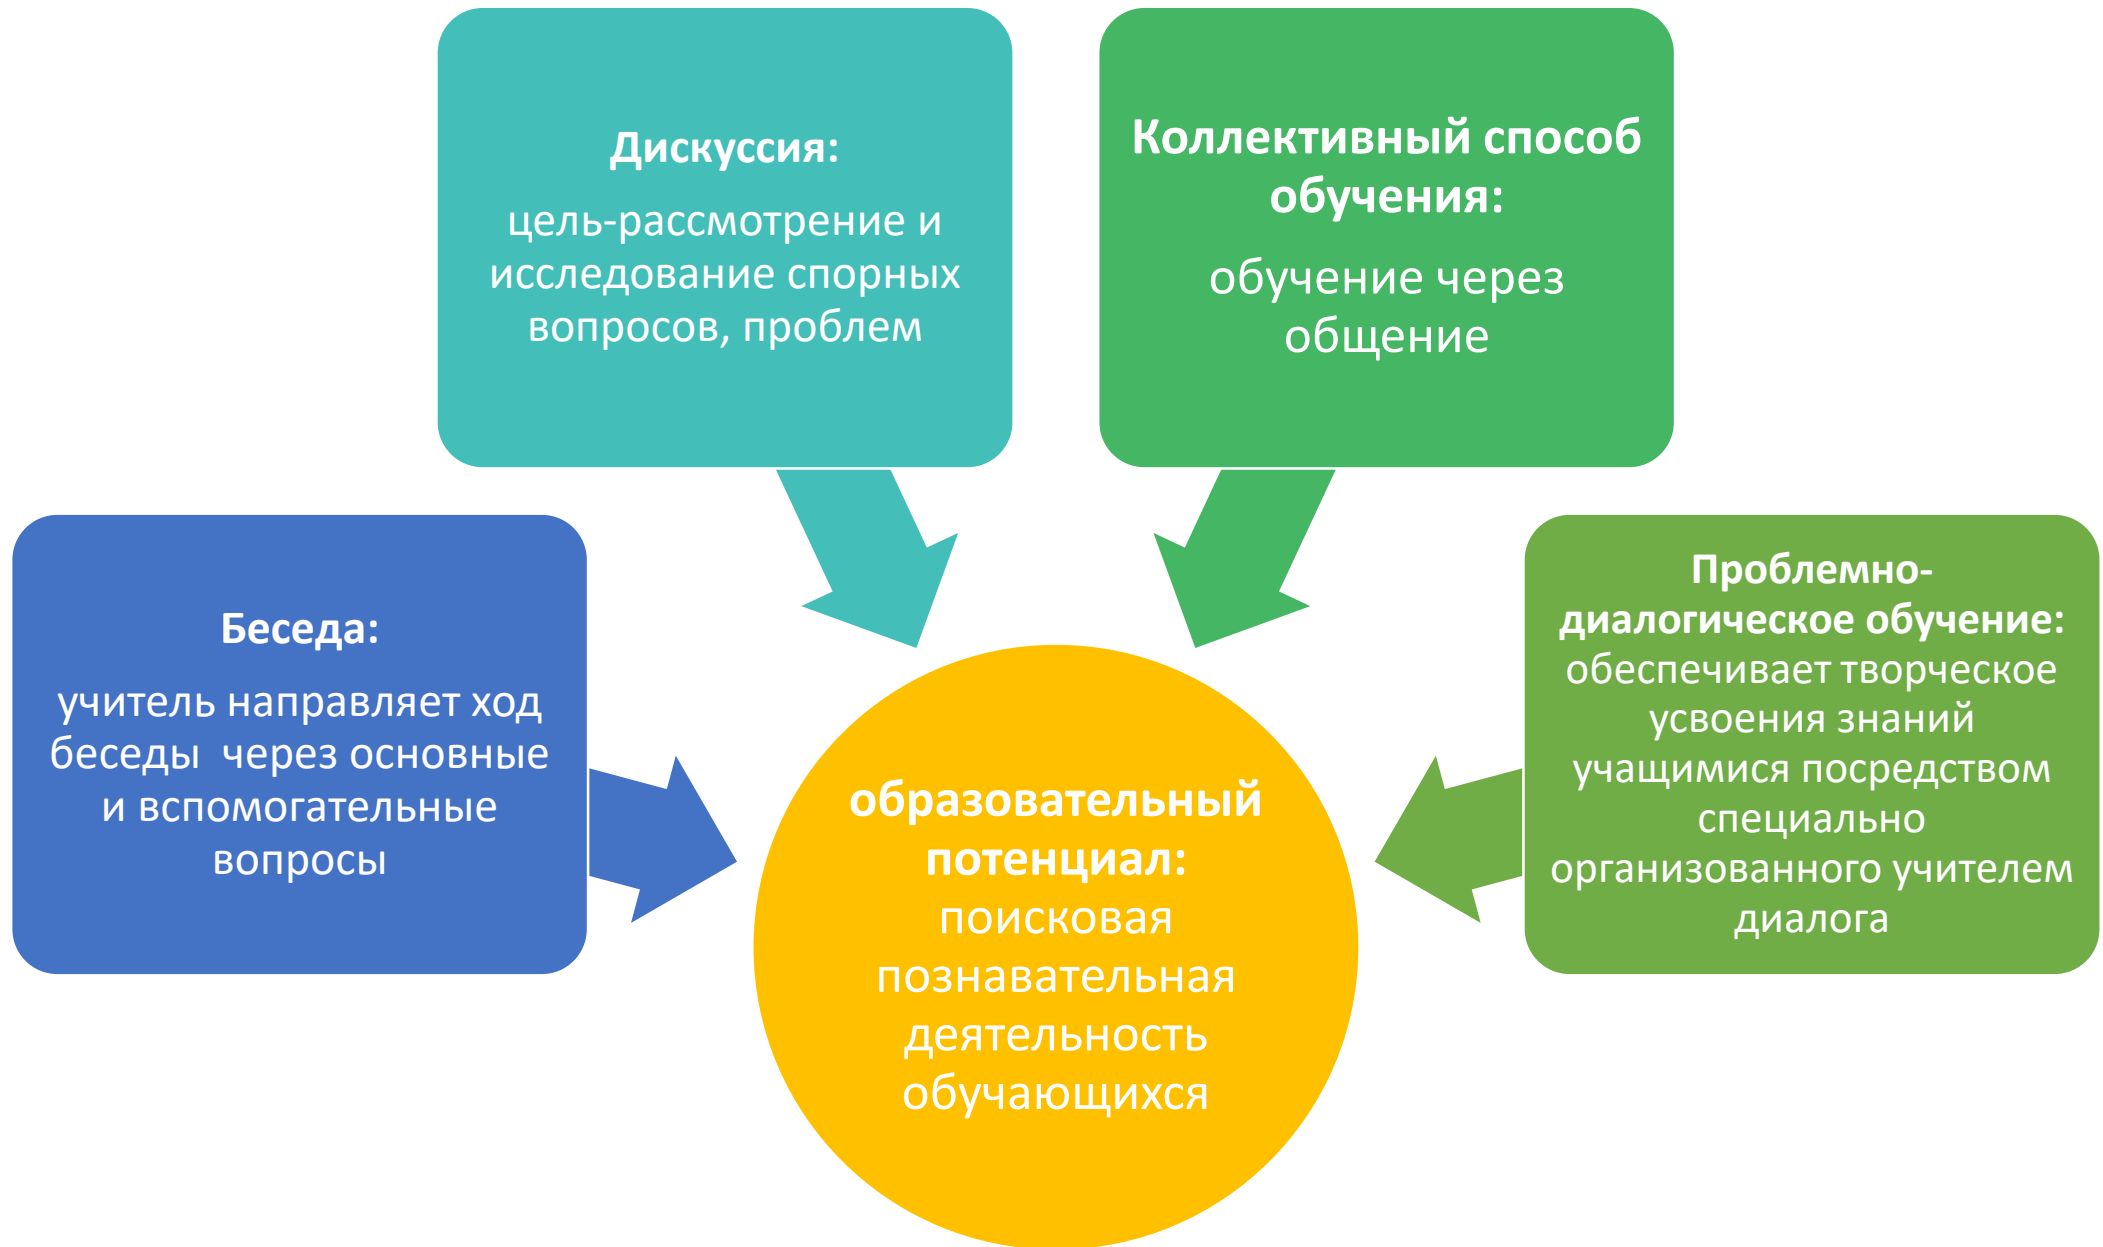 Дискуссия:
цель-рассмотрение и
исследование спорных
вопросов, проблем
Коллективный способ
обучения:
обучение через
общение
Беседа:
учитель направляет ход
беседы  через основные
и вспомогательные
вопросы
Проблемно-
диалогическое обучение:
обеспечивает творческое
усвоения знаний
учащимися посредством
специально
организованного учителем
диалога
образовательный
потенциал:
поисковая
познавательная
деятельность
обучающихся